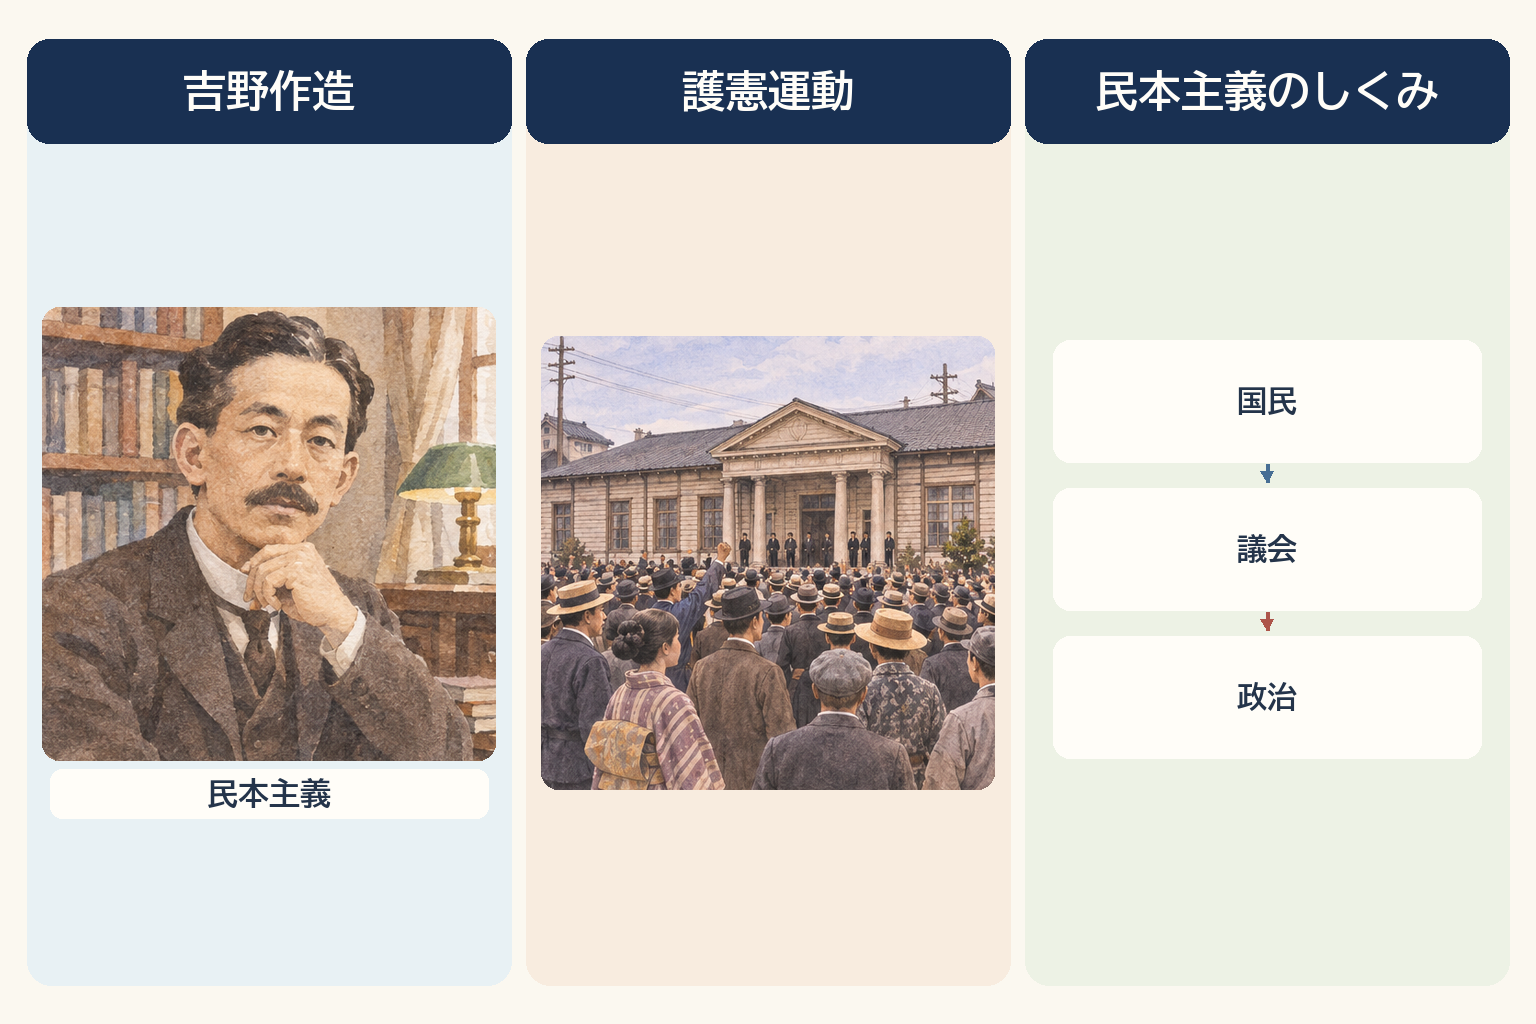 吉野作造
民本主義
護憲運動
民本主義のしくみ
国民
議会
政治